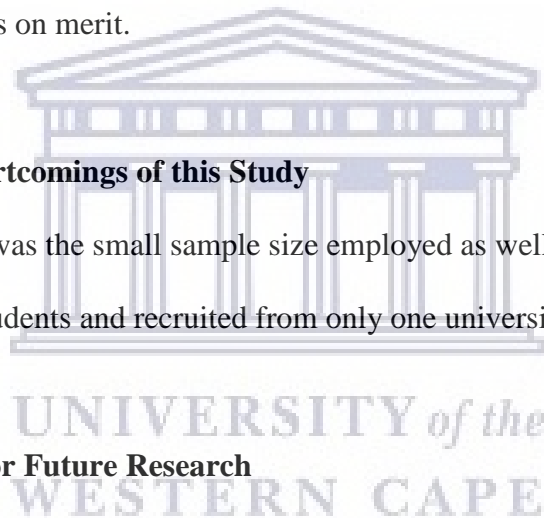 s on merit.
rtcomings of this Study
was the small sample size employed as well
udents and recruited from only one universi
UNIVERSITY of the
or Future Research
WESTERN CAPE